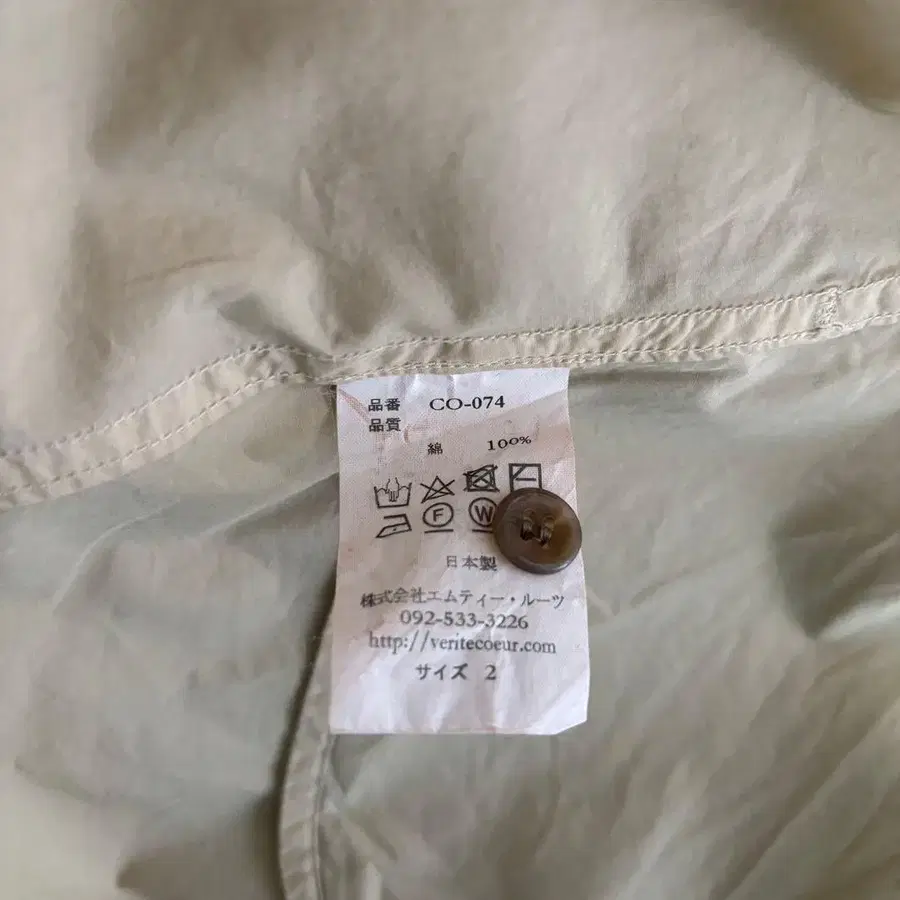 品番 CO-074
品質
綿 100%
F W
日本製
株式会社エムティー・ルーツ
092-533-3226
http://veritecoeur.com
サイズ 2